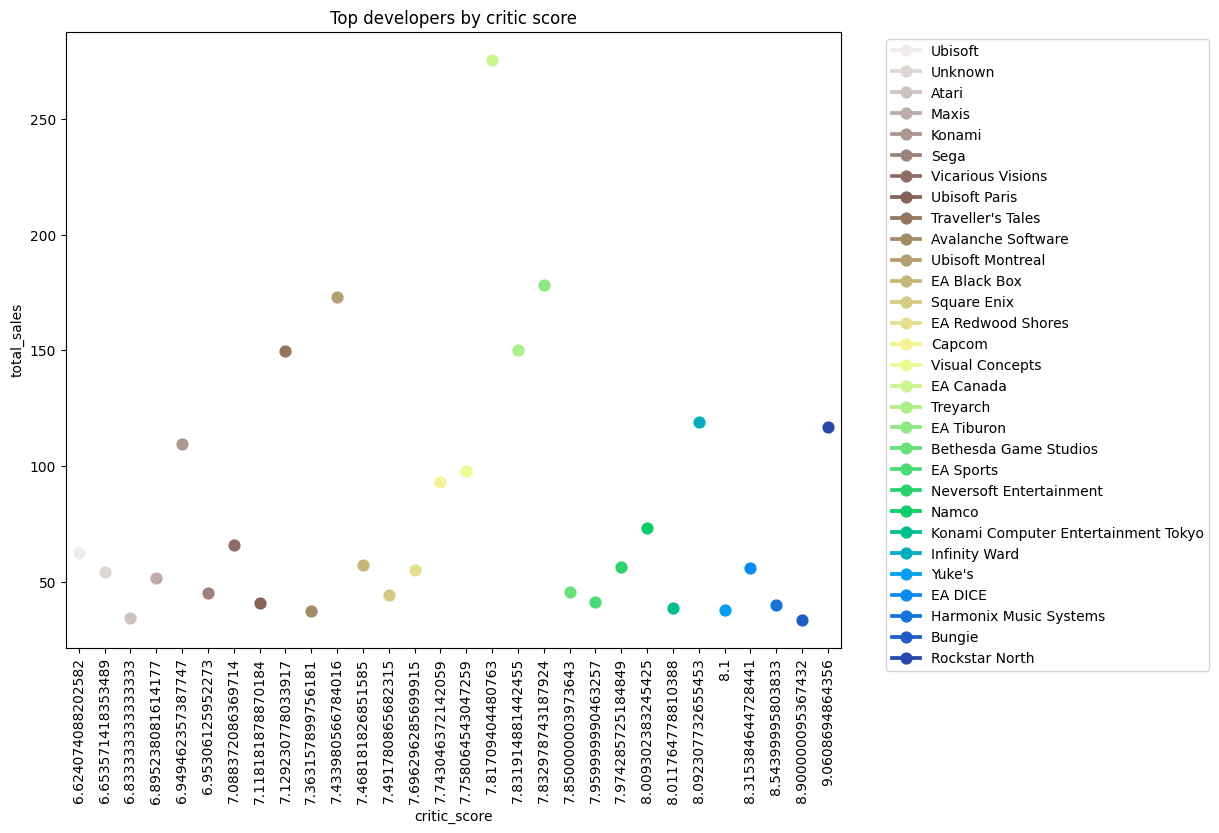 Top developers by critic score
total_sales
250
200
150
100
50
6.624074088202582
6.653571418353489
6.833333333333333
6.895238081614177
6.949462357387747
6.953061259522273
7.088372086369714
7.118181878870184
7.129230778033917
7.363157899756181
7.433980566784016
7.468181826851585
7.491780865682315
7.696296285699915
7.743046372142059
7.758064543047259
7.817094044480763
7.831914881442455
7.832978743187924
7.850000003973643
7.959999990463257
7.974285725184849
8.009302383245425
8.011764778810388
8.092307732655453
8.1
8.315384644728441
8.543999995803833
8.900000095367432
9.060869486436​4356
critic_score
Ubisoft
Unknown
Atari
Maxis
Konami
Sega
Vicarious Visions
Ubisoft Paris
Traveller's Tales
Avalanche Software
Ubisoft Montreal
EA Black Box
Square Enix
EA Redwood Shores
Capcom
Visual Concepts
EA Canada
Treyarch
EA Tiburon
Bethesda Game Studios
EA Sports
Neversoft Entertainment
Namco
Konami Computer Entertainment Tokyo
Infinity Ward
Yuke's
EA DICE
Harmonix Music Systems
Bungie
Rockstar North